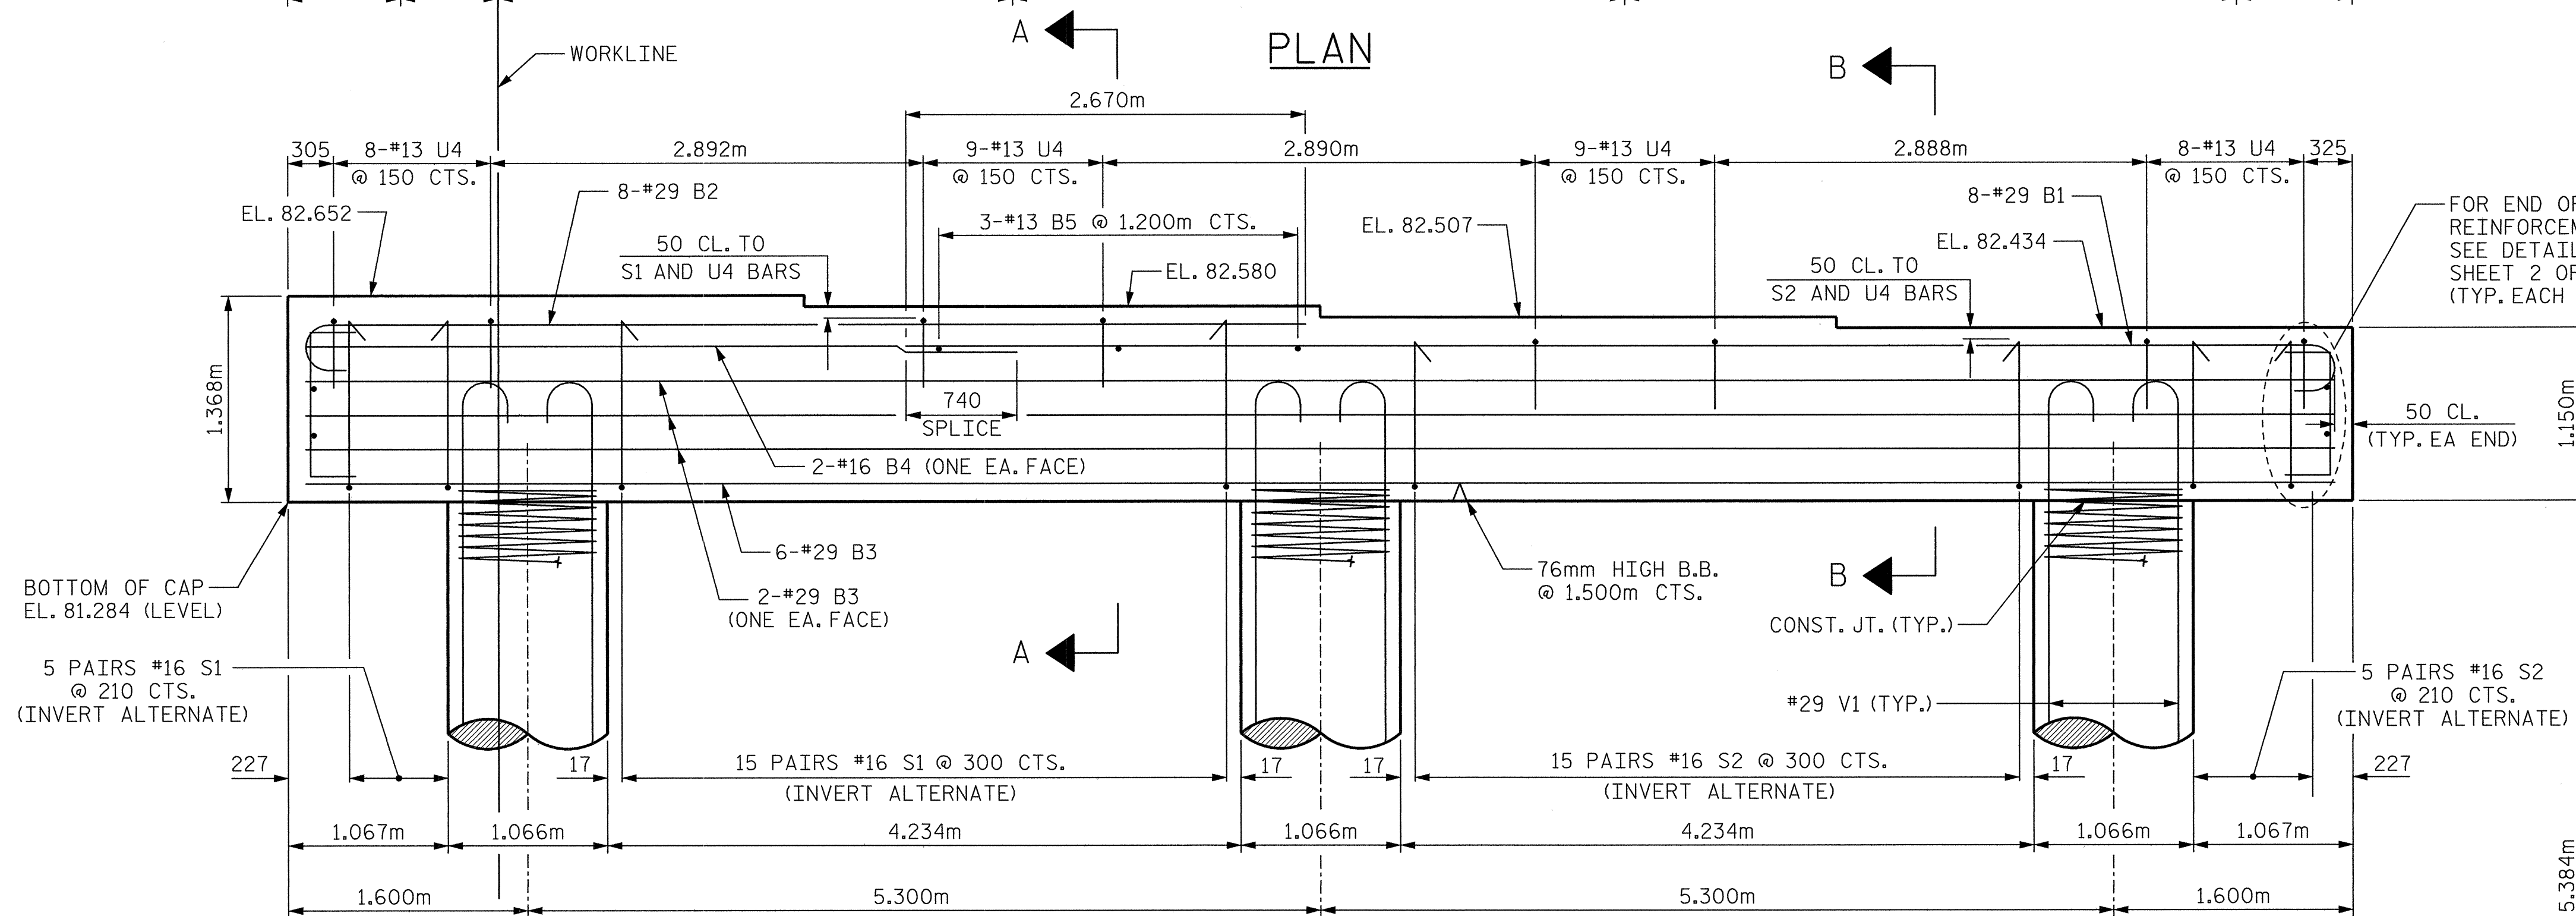 PLAN
WORKLINE
A
B
2.670m
305
8-#13 U4
@ 150 CTS.
2.892m
9-#13 U4
@ 150 CTS.
2.890m
9-#13 U4
@ 150 CTS.
2.888m
8-#13 U4
@ 150 CTS.
325
EL. 82.652
8-#29 B2
50 CL. TO
S1 AND U4 BARS
3-#13 B5 @ 1.200m CTS.
EL. 82.580
EL. 82.507
8-#29 B1
EL. 82.434
50 CL. TO
S2 AND U4 BARS
FOR END OF
REINFORCEM
SEE DETAIL
SHEET 2 OF
(TYP. EACH
1.368m
740
SPLICE
2-#16 B4 (ONE EA. FACE)
50 CL.
(TYP. EA END)
1.150m
6-#29 B3
2-#29 B3
(ONE EA. FACE)
76mm HIGH B.B.
@ 1.500m CTS.
B
CONST. JT. (TYP.)
BOTTOM OF CAP
EL. 81.284 (LEVEL)
A
5 PAIRS #16 S1
@ 210 CTS.
(INVERT ALTERNATE)
#29 V1 (TYP.)
5 PAIRS #16 S2
@ 210 CTS.
(INVERT ALTERNATE)
227
17
15 PAIRS #16 S1 @ 300 CTS.
(INVERT ALTERNATE)
17
17
15 PAIRS #16 S2 @ 300 CTS.
(INVERT ALTERNATE)
17
227
1.067m
1.066m
4.234m
1.066m
4.234m
1.066m
1.067m
1.600m
5.300m
5.300m
1.600m
5.384m